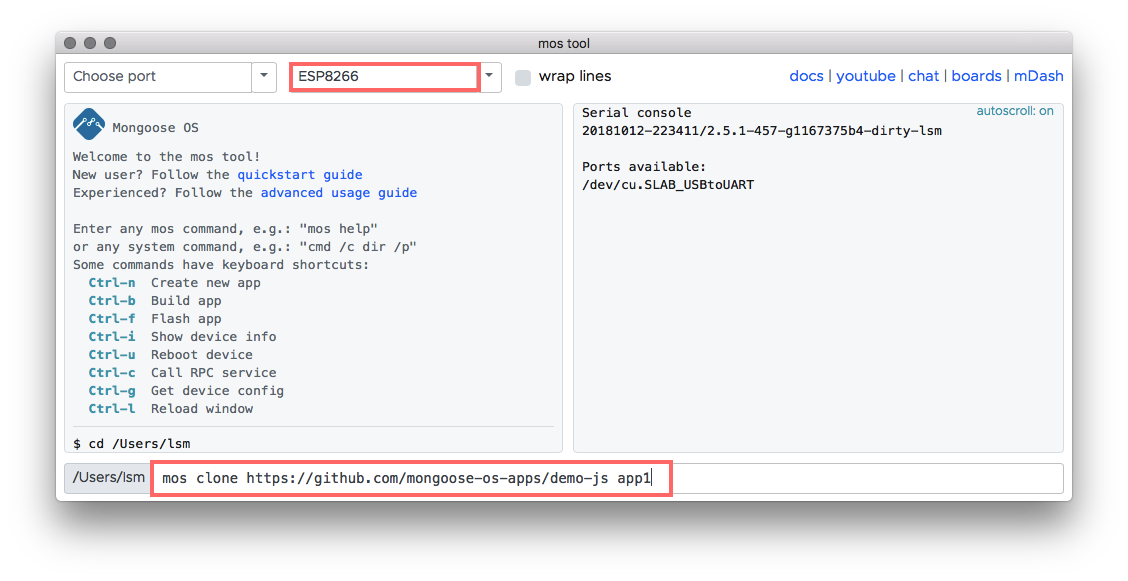 mos tool
Choose port
ESP8266
wrap lines
docs | youtube | chat | boards | mDash
Mongoose OS
Welcome to the mos tool!
New user? Follow the quickstart guide
Experienced? Follow the advanced usage guide
Enter any mos command, e.g.: "mos help"
or any system command, e.g.: "cmd /c dir /p"
Some commands have keyboard shortcuts:
Ctrl-n Create new app
Ctrl-b Build app
Ctrl-f Flash app
Ctrl-i Show device info
Ctrl-u Reboot device
Ctrl-c Call RPC service
Ctrl-g Get device config
Ctrl-l Reload window
$ cd /Users/lsm
Serial console
autoscroll: on
20181012-223411/2.5.1-457-g1167375b4-dirty-lsm
Ports available:
/dev/cu.SLAB_USBtoUART
/Users/lsm
mos clone https://github.com/mongoose-os-apps/demo-js app1